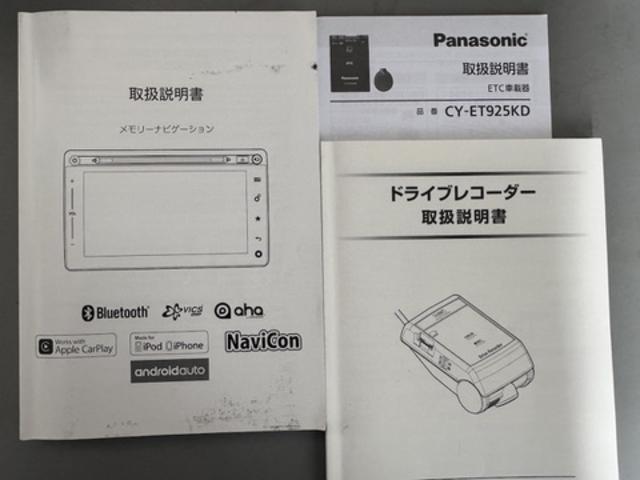 取扱説明書
メモリーナビゲーション
Bluetooth
VICS
aha
Works with
Apple CarPlay
Made for
iPod iPhone
NaviCon
androidauto
Panasonic
取扱説明書
ETC車載器
品番 CY-ET925KD
Panasonic
ドライブレコーダー
取扱説明書
Drive Recorder